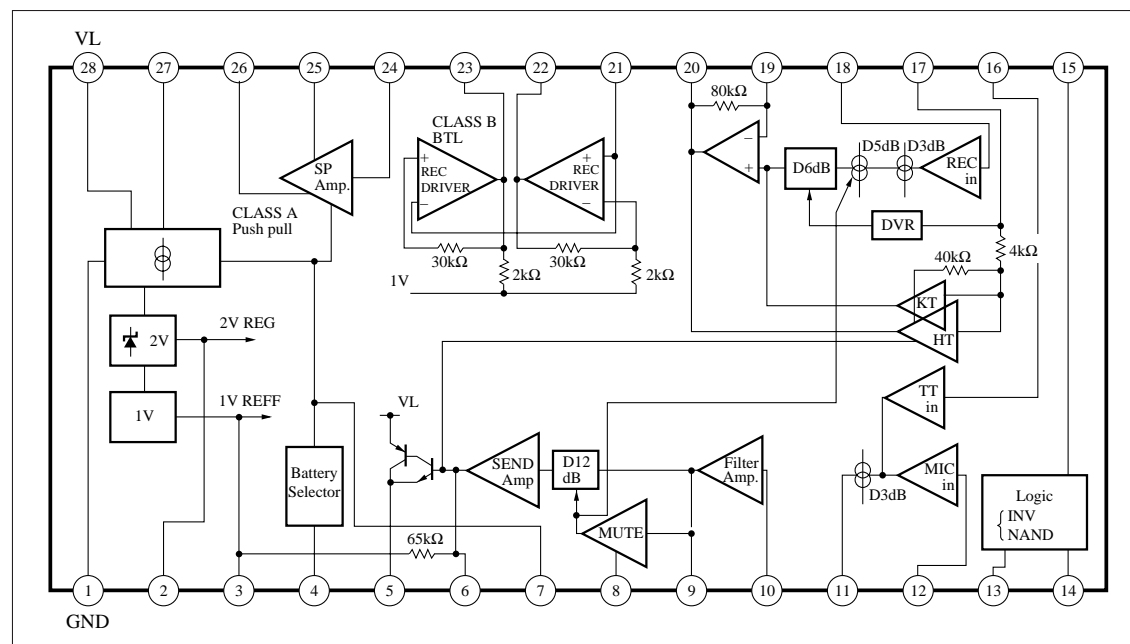 VL
28 27 26 25 24 23 22 21 20 19 18 17 16 15
80kΩ
CLASS B
BTL
SP
Amp.
+
REC
DRIVER
−
+
REC
DRIVER
−
−
+
D6dB
D5dB
D3dB
REC
in
CLASS A
Push pull
DVR
30kΩ
2kΩ
30kΩ
2kΩ
4kΩ
40kΩ
1V
KT
HT
2V
2V REG
1V
1V REFF
VL
TT
in
Battery
Selector
SEND
Amp
D12
dB
Filter
Amp.
MIC
in
D3dB
MUTE
Logic
INV
NAND
65kΩ
1 2 3 4 5 6 7 8 9 10 11 12 13 14
GND